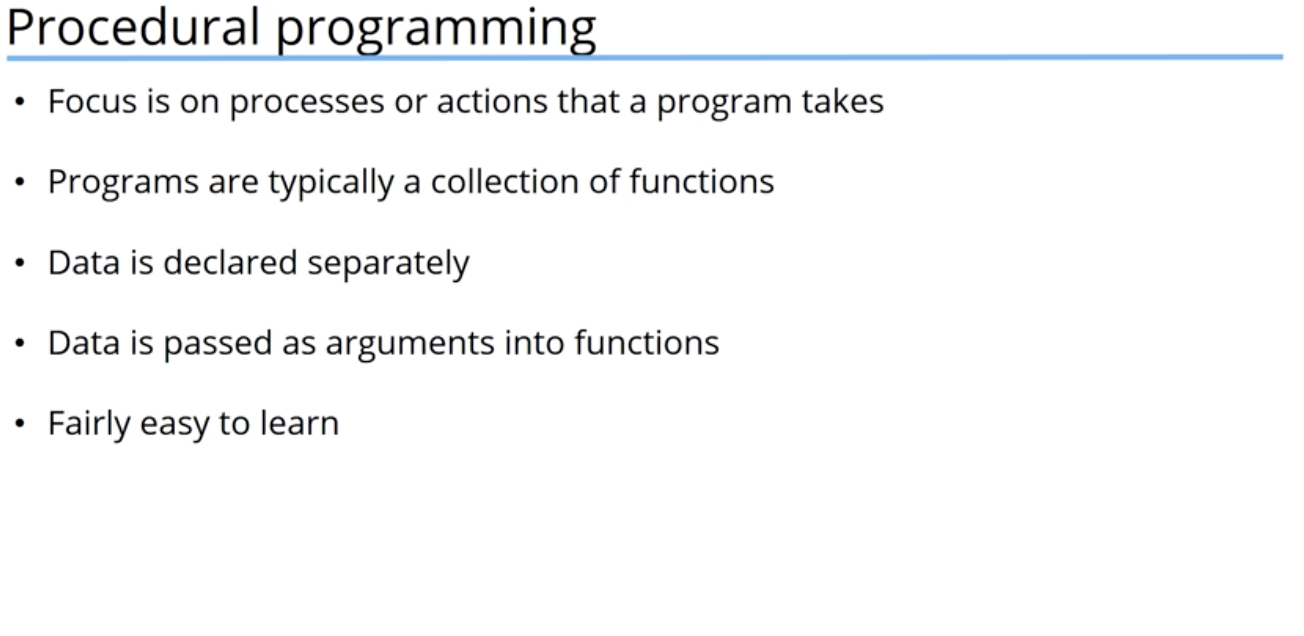 Procedural programming
• Focus is on processes or actions that a program takes
• Programs are typically a collection of functions
• Data is declared separately
• Data is passed as arguments into functions
• Fairly easy to learn